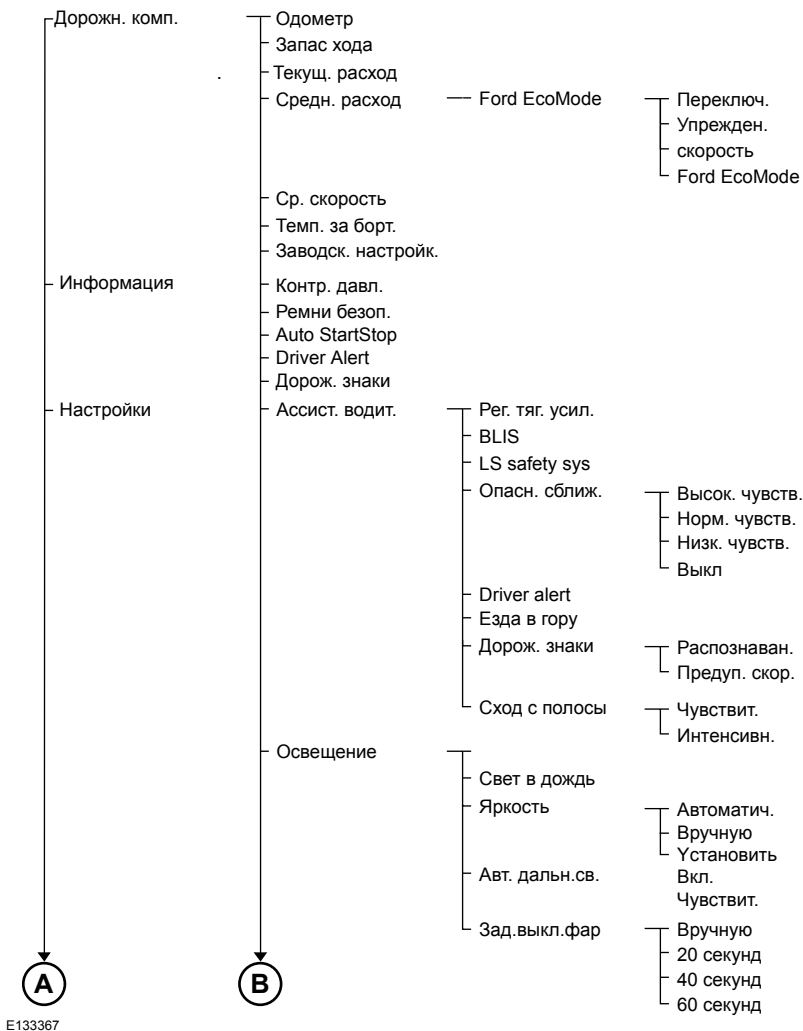 Дорожн. комп.
Одометр
Запас хода
. Текущ. расход
Средн. расход
Ford EcoMode
Переключ.
Упрежден.
скорость
Ford EcoMode
Ср. скорость
Темп. за борт.
Заводск. настройк.
Информация
Контр. давл.
Ремни безоп.
Auto StartStop
Driver Alert
Дорож. знаки
Настройки
Ассист. водит.
Рег. тяг. усил.
BLIS
LS safety sys
Опасн. сближ.
Высок. чувств.
Норм. чувств.
Низк. чувств.
Выкл
Driver alert
Езда в гору
Дорож. знаки
Распознаван.
Предуп. скор.
Сход с полосы
Чувствит.
Интенсивн.
Освещение
Свет в дождь
Яркость
Автоматич.
Вручную
Yстановить
Авт. дальн.св.
Вкл.
Чувствит.
Зад.выкл.фар
Вручную
20 секунд
40 секунд
60 секунд
A
B
E133367